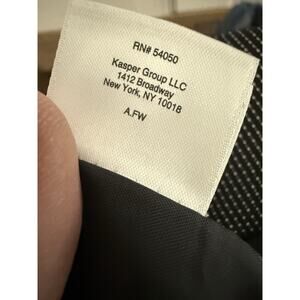 RN# 54050
Kasper Group LLC
1412 Broadway
New York, NY 10018
A.FW